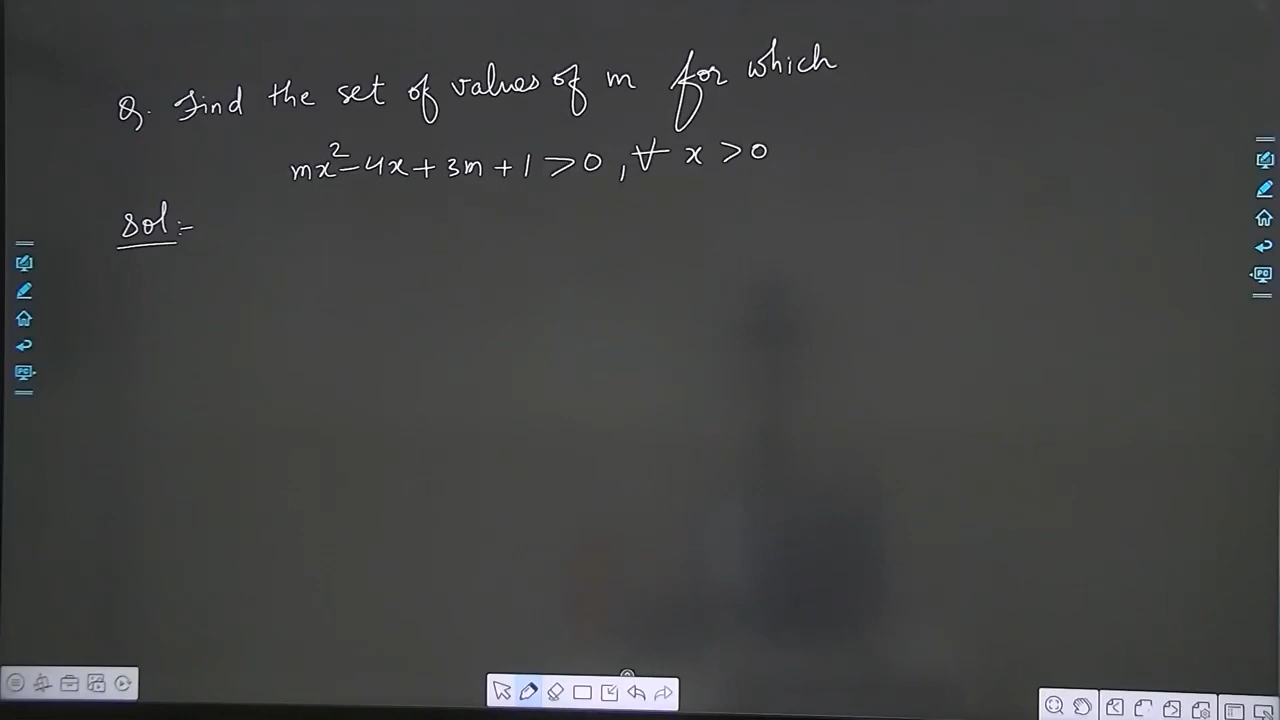 Q. Find the set of values of m for which
mx²-4x+3m+1>0, ∀ x>0
Sol:-